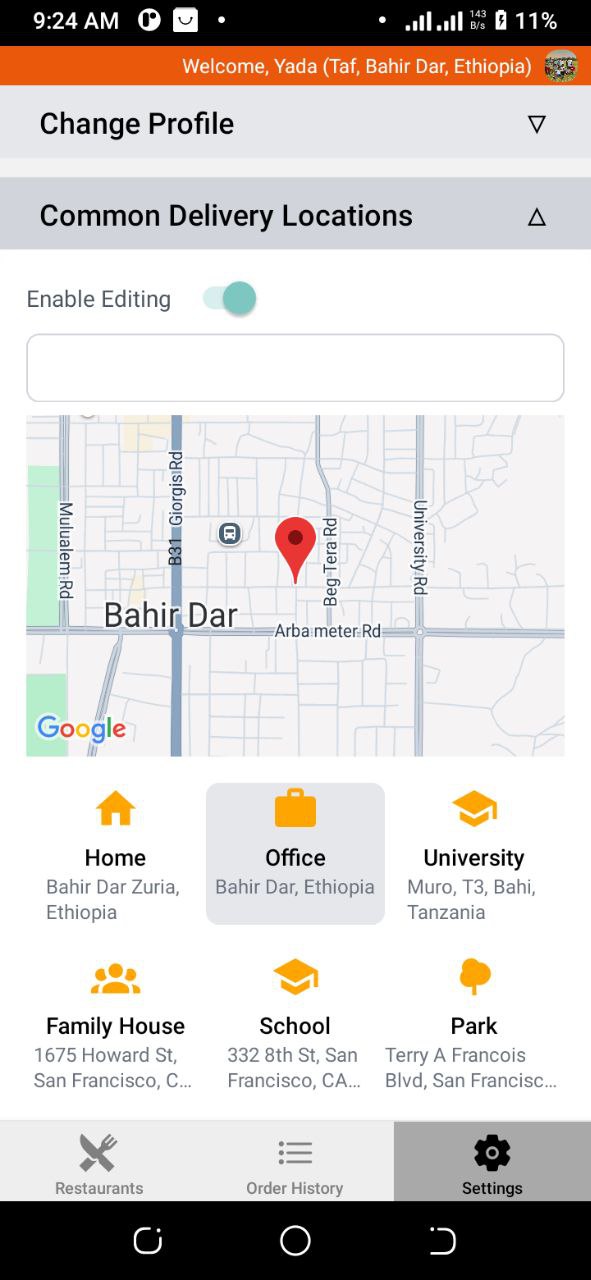 9:24 AM
143
B/s
11%
Welcome, Yada (Taf, Bahir Dar, Ethiopia)
Change Profile
Common Delivery Locations
Enable Editing
Mulualem Rd
B31
Giorgis Rd
Beg Tera Rd
University Rd
Bahir Dar
Arba meter Rd
Google
Home
Bahir Dar Zuria,
Ethiopia
Office
Bahir Dar, Ethiopia
University
Muro, T3, Bahi,
Tanzania
Family House
1675 Howard St,
San Francisco, C...
School
332 8th St, San
Francisco, CA...
Park
Terry A Francois
Blvd, San Francisc...
Restaurants
Order History
Settings